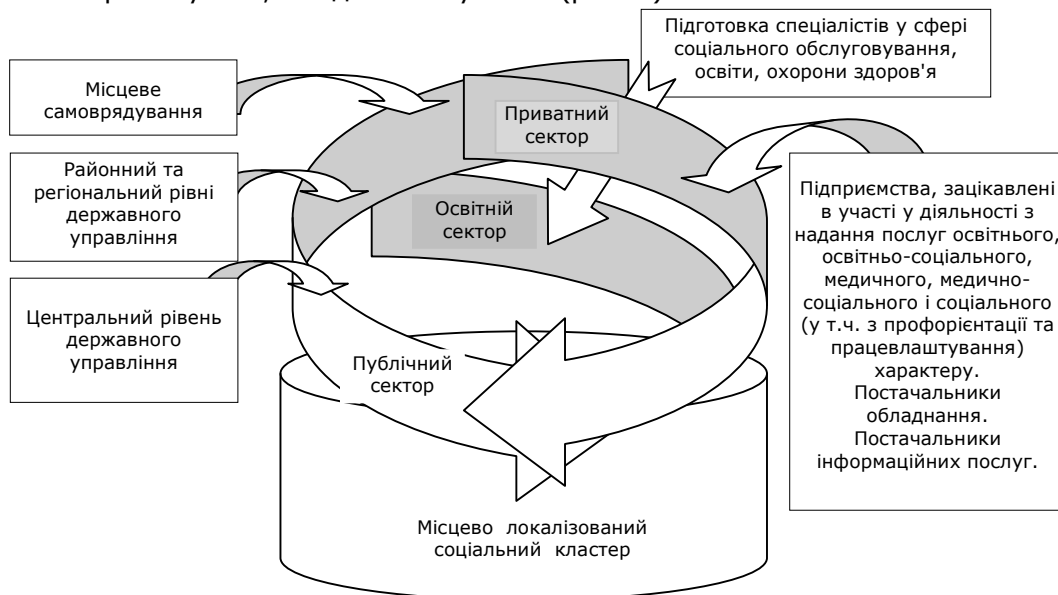 Підготовка спеціалістів у сфері
соціального обслуговування,
освіти, охорони здоров'я
Місцеве
самоврядування
Приватний
сектор
Районний та
регіональний рівні
державного
управління
Освітній
сектор
Підприємства, зацікавлені
в участі у діяльності з
надання послуг освітнього,
освітньо-соціального,
медичного, медично-
соціального і соціального
(у т.ч. з профорієнтації та
працевлаштування)
характеру.
Постачальники
обладнання.
Постачальники
інформаційних послуг.
Центральний рівень
державного
управління
Публічний
сектор
Місцево локалізований
соціальний кластер